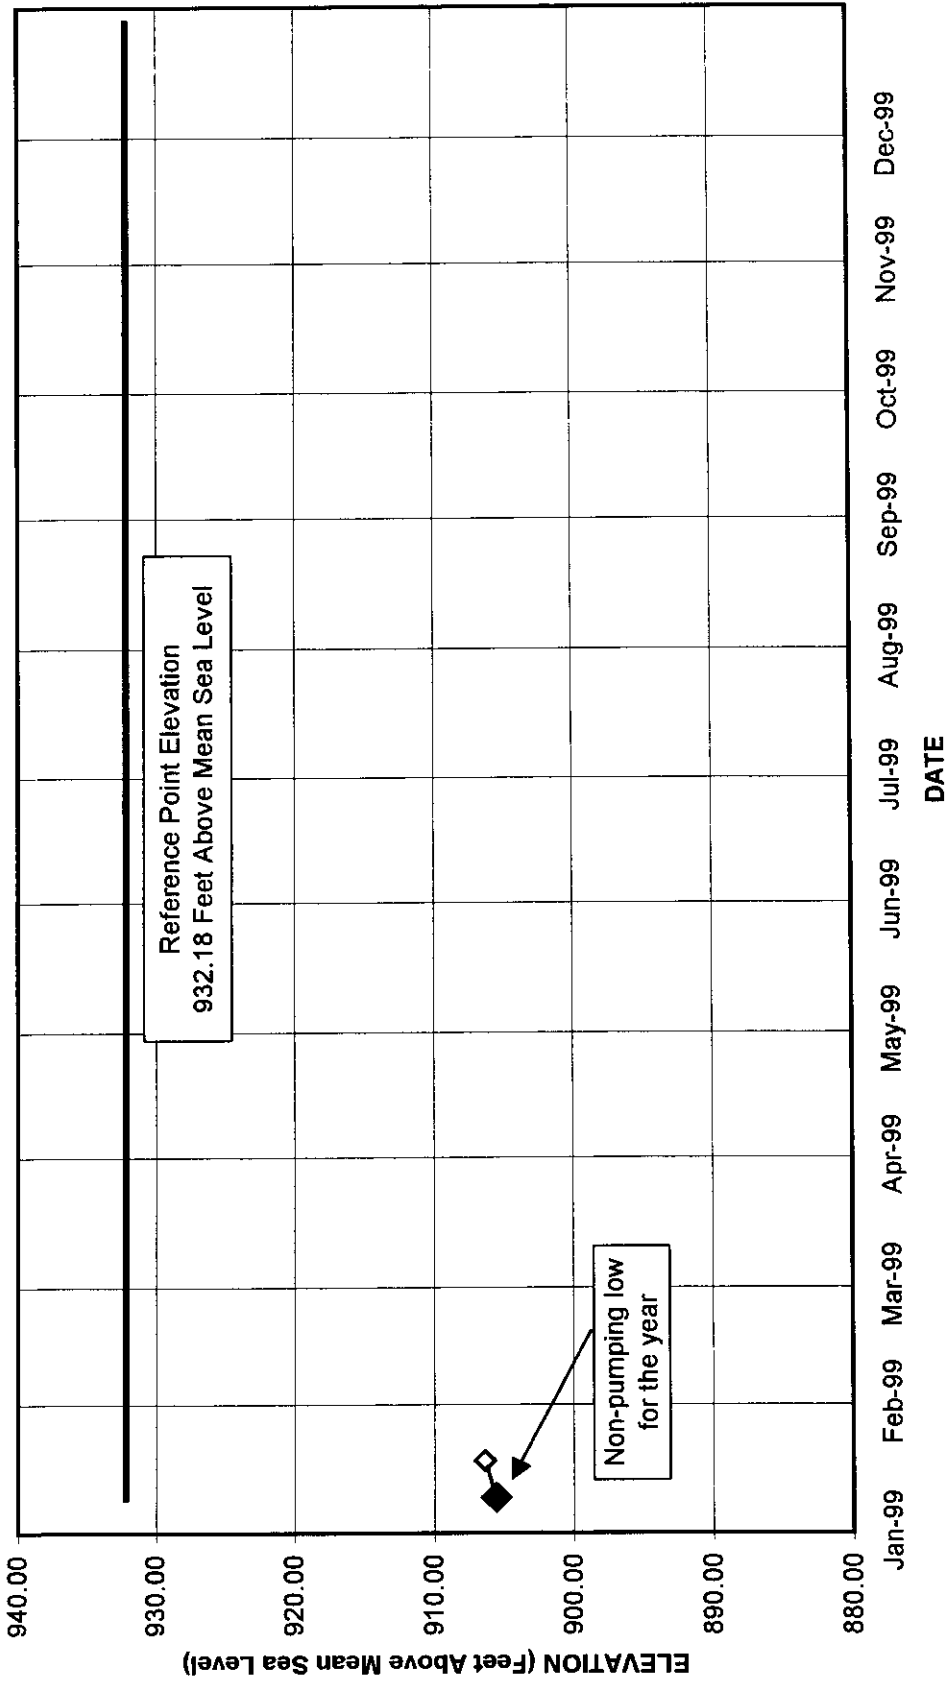 940.00
930.00
920.00
910.00
900.00
890.00
880.00
ELEVATION (Feet Above Mean Sea Level)
Reference Point Elevation
932.18 Feet Above Mean Sea Level
Non-pumping low
for the year
Jan-99
Feb-99
Mar-99
Apr-99
May-99
Jun-99
Jul-99
Aug-99
Sep-99
Oct-99
Nov-99
Dec-99
DATE